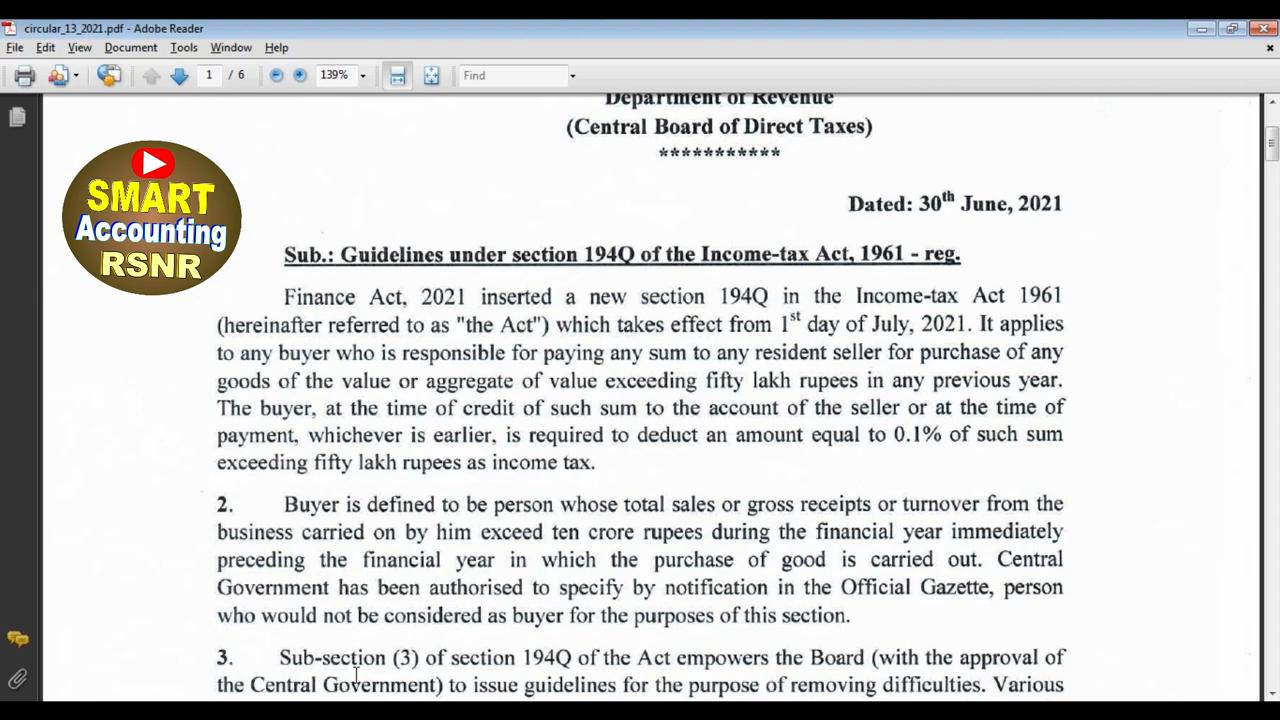 circular_13_2021.pdf - Adobe Reader
File Edit View Document Tools Window Help
1 / 6 139% Find
Department of Revenue
(Central Board of Direct Taxes)
***********
SMART
Accounting
RSNR
Dated: 30th June, 2021
Sub.: Guidelines under section 194Q of the Income-tax Act, 1961 - reg.
Finance Act, 2021 inserted a new section 194Q in the Income-tax Act 1961
(hereinafter referred to as "the Act") which takes effect from 1st day of July, 2021. It applies
to any buyer who is responsible for paying any sum to any resident seller for purchase of any
goods of the value or aggregate of value exceeding fifty lakh rupees in any previous year.
The buyer, at the time of credit of such sum to the account of the seller or at the time of
payment, whichever is earlier, is required to deduct an amount equal to 0.1% of such sum
exceeding fifty lakh rupees as income tax.
2. Buyer is defined to be person whose total sales or gross receipts or turnover from the
business carried on by him exceed ten crore rupees during the financial year immediately
preceding the financial year in which the purchase of good is carried out. Central
Government has been authorised to specify by notification in the Official Gazette, person
who would not be considered as buyer for the purposes of this section.
3. Sub-section (3) of section 194Q of the Act empowers the Board (with the approval of
the Central Government) to issue guidelines for the purpose of removing difficulties. Various